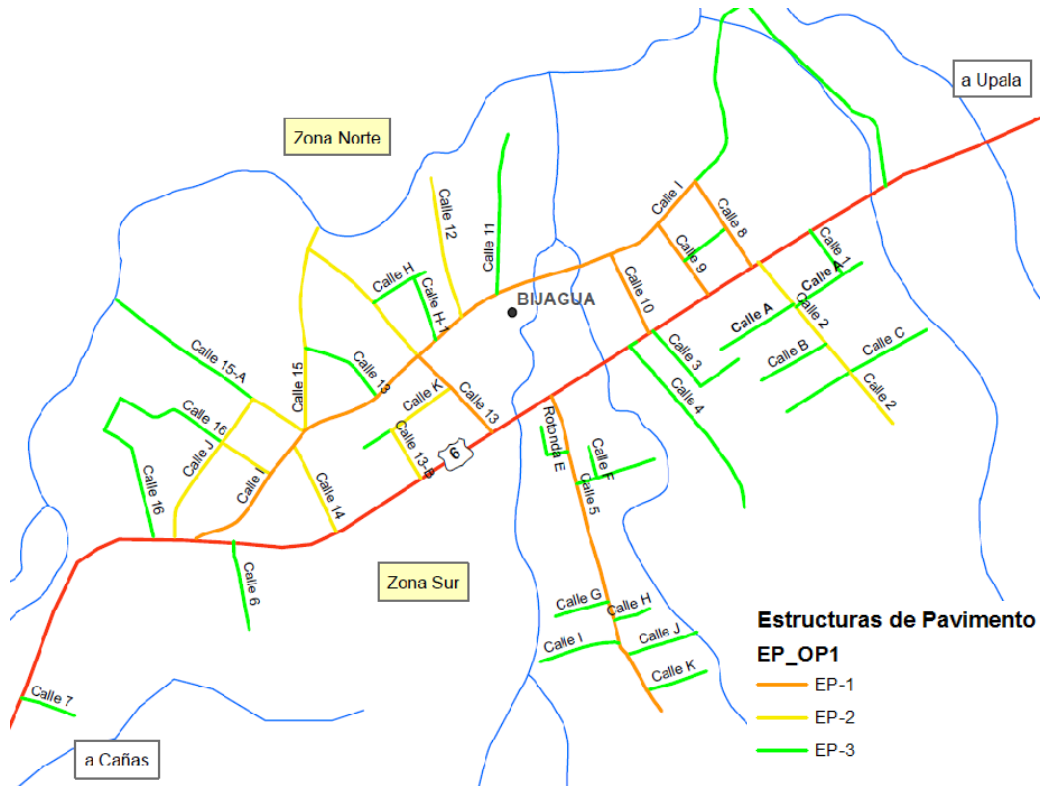 a Upala
Zona Norte
Calle I
Calle 12
Calle 8
Calle 11
Calle 1
Calle H
Calle 9
Calle A
BIJAGUA
Calle 10
Calle H-1
Calle A
Calle 2
Calle C
Calle 15-A
Calle 15
Calle 13
Calle 3
Calle B
Calle K
Calle 13
Calle 4
Calle 2
Calle 16
Calle J
Rotonda E
Calle 13-B
6
Calle F
Calle I
Calle 16
Calle 14
Calle 5
Calle 6
Zona Sur
Calle G
Calle H
Calle I
Calle J
Calle K
Calle 7
a Cañas
Estructuras de Pavimento
EP_OP1
EP-1
EP-2
EP-3